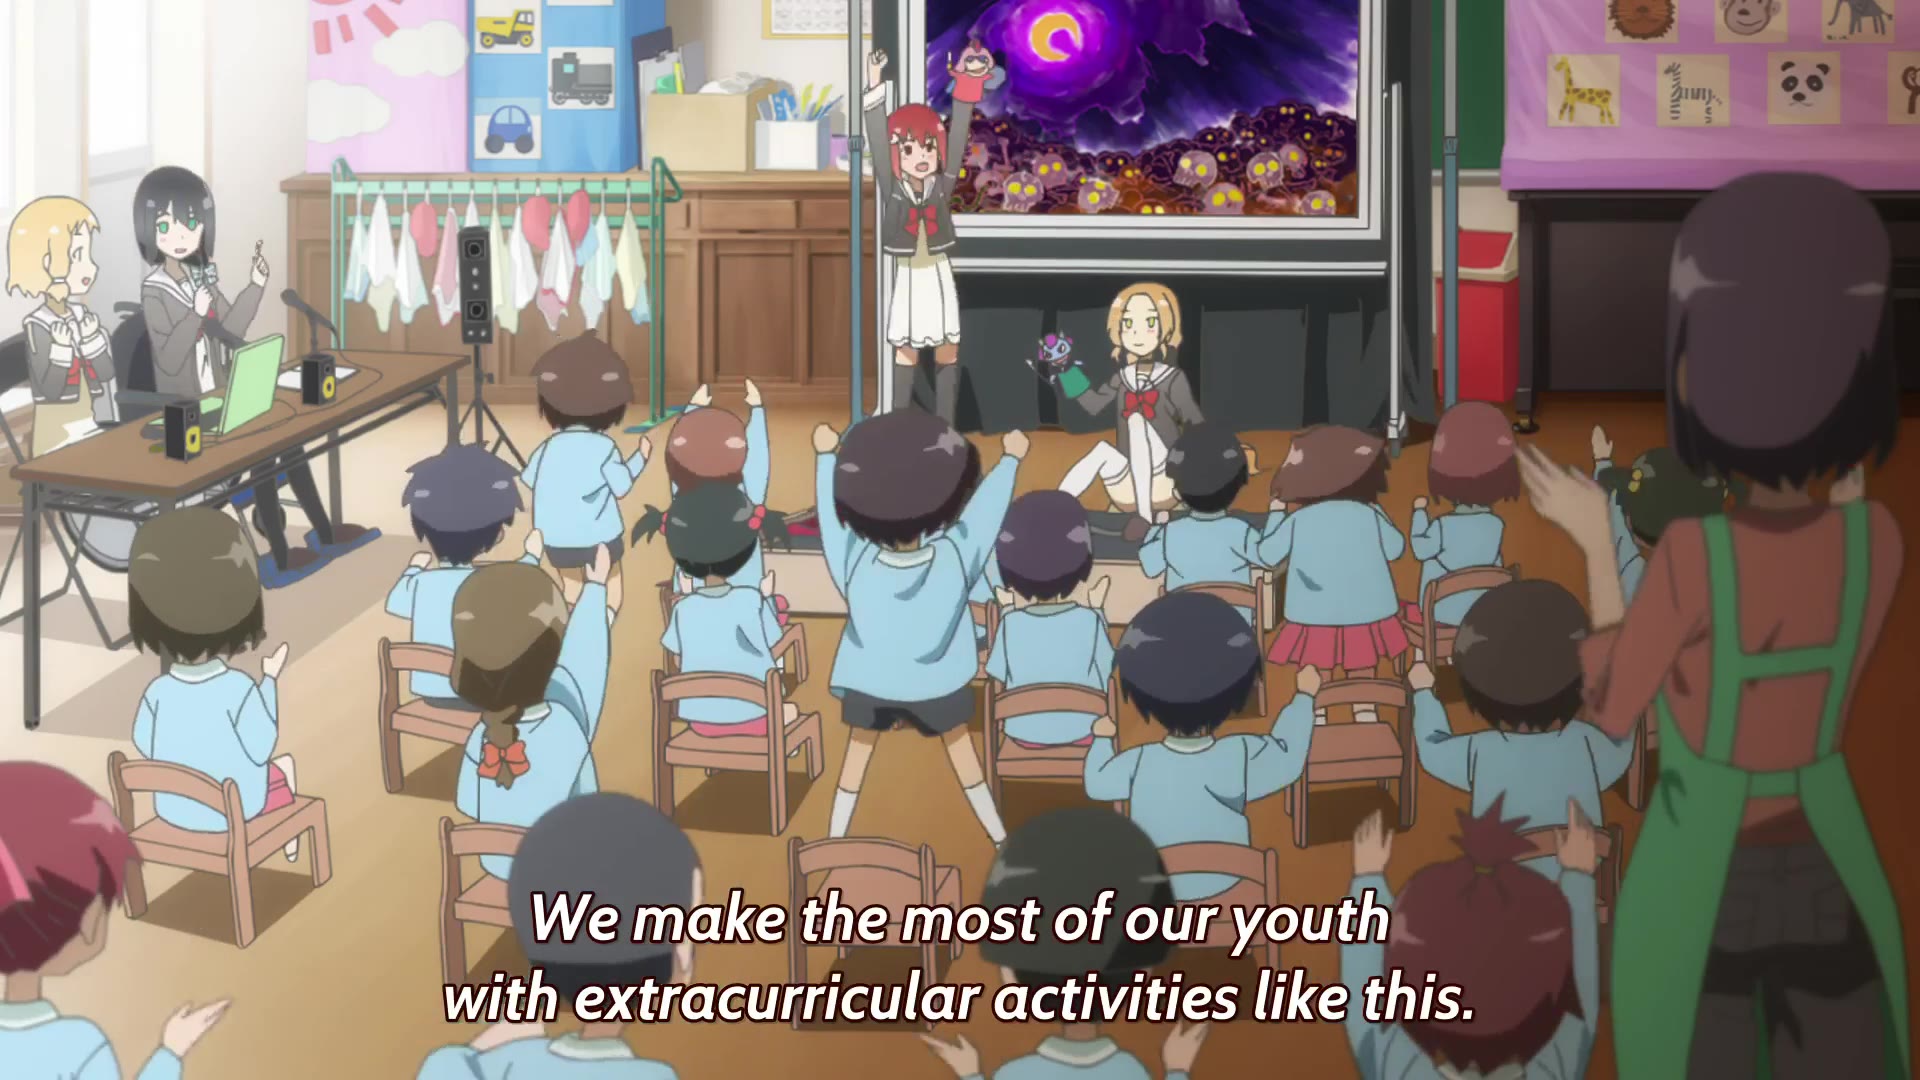 We make the most of our youth
with extracurricular activities like this.